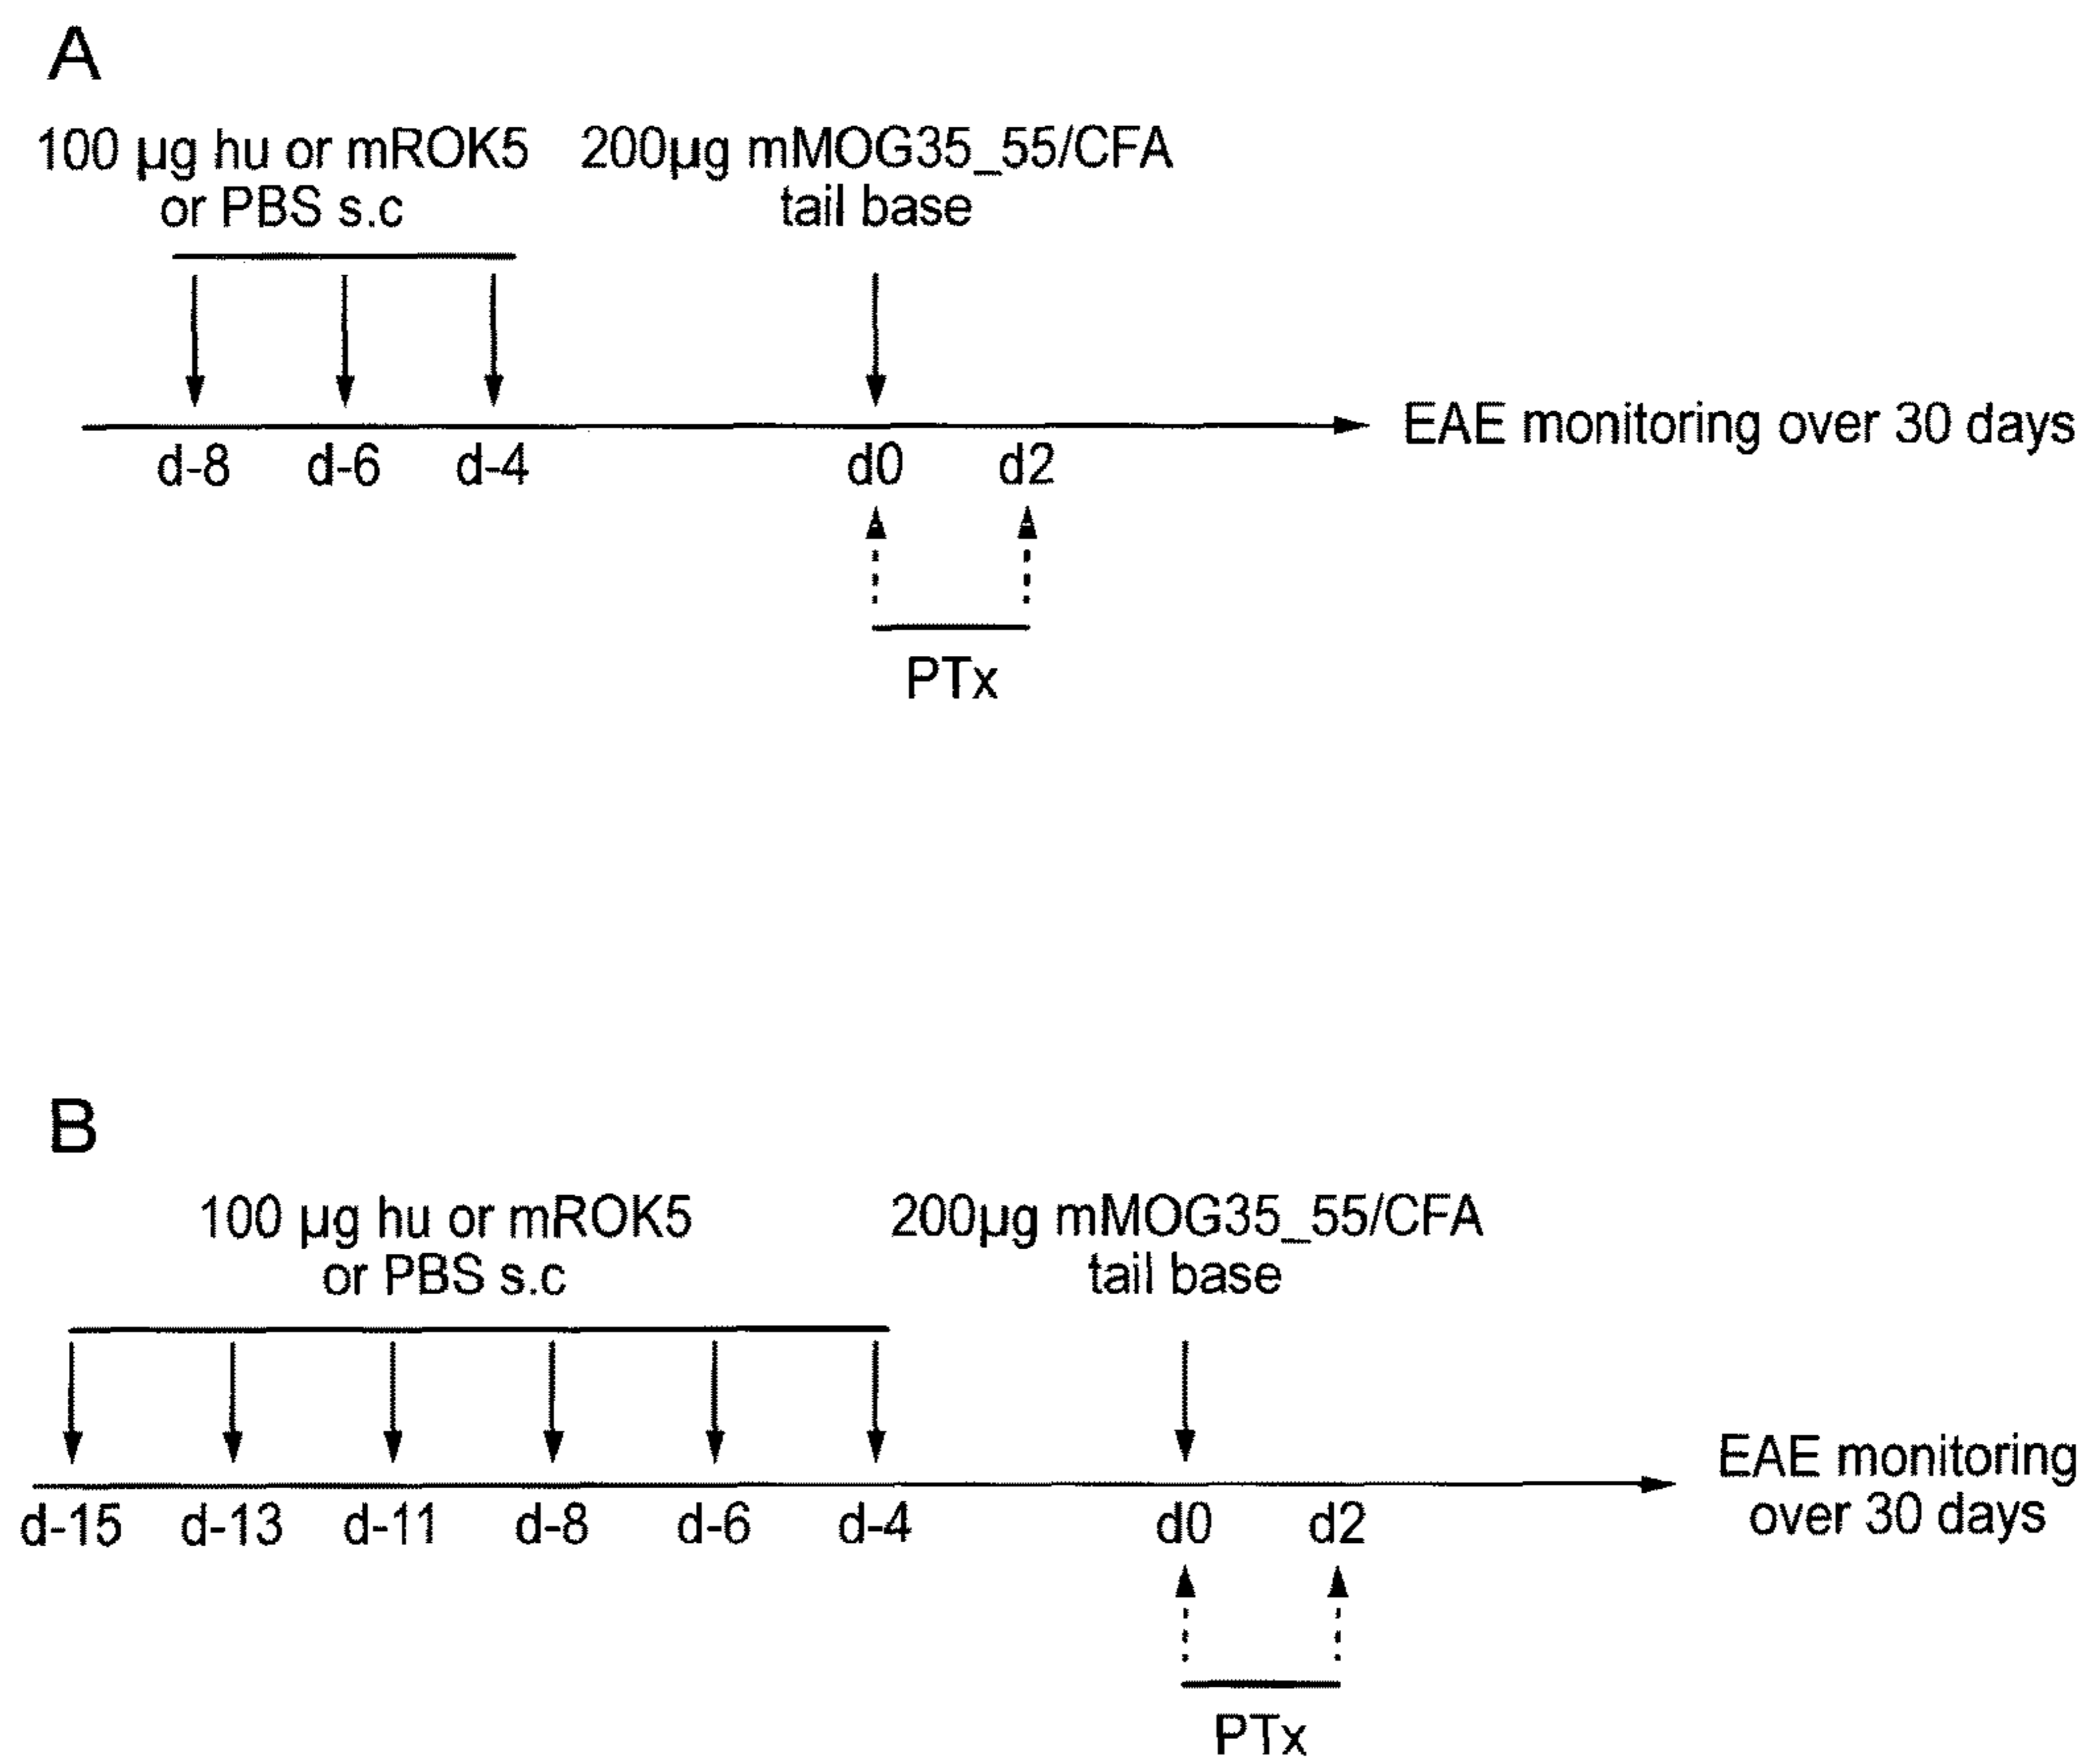 A
100 µg hu or mROK5
or PBS s.c
200µg mMOG35_55/CFA
tail base
d-8 d-6 d-4 d0 d2
EAE monitoring over 30 days
PTx
B
100 µg hu or mROK5
or PBS s.c
200µg mMOG35_55/CFA
tail base
d-15 d-13 d-11 d-8 d-6 d-4 d0 d2
EAE monitoring
over 30 days
PTx